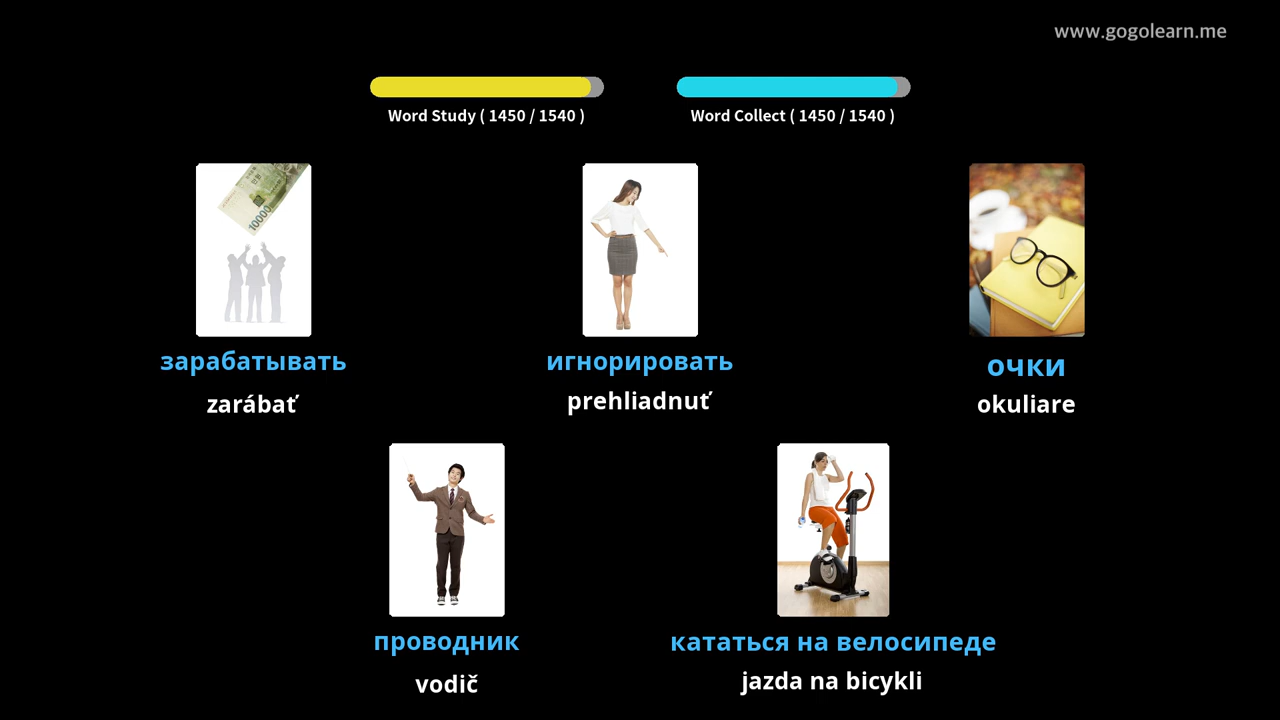 www.gogolearn.me
Word Study ( 1450 / 1540 )
Word Collect ( 1450 / 1540 )
10000
зарабатывать
игнорировать
очки
zarábať
prehliadnuť
okuliare
проводник
кататься на велосипеде
vodič
jazda na bicykli